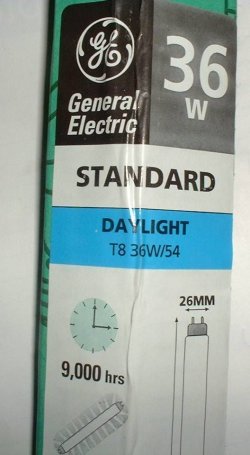 GE
General
Electric
36
W
STANDARD
DAYLIGHT
T8 36W/54
26MM
9,000 hrs